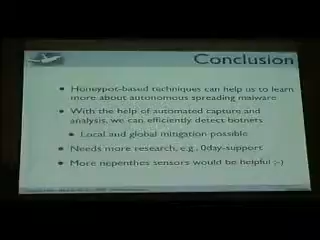 Conclusion
Honeypot-based techniques can help us to learn
more about autonomous spreading malware
With the help of automated capture and
analysis, we can efficiently detect botnets
Local and global mitigation possible
Needs more research, e.g., 0day-support
More nepenthes sensors would be helpful ;-)